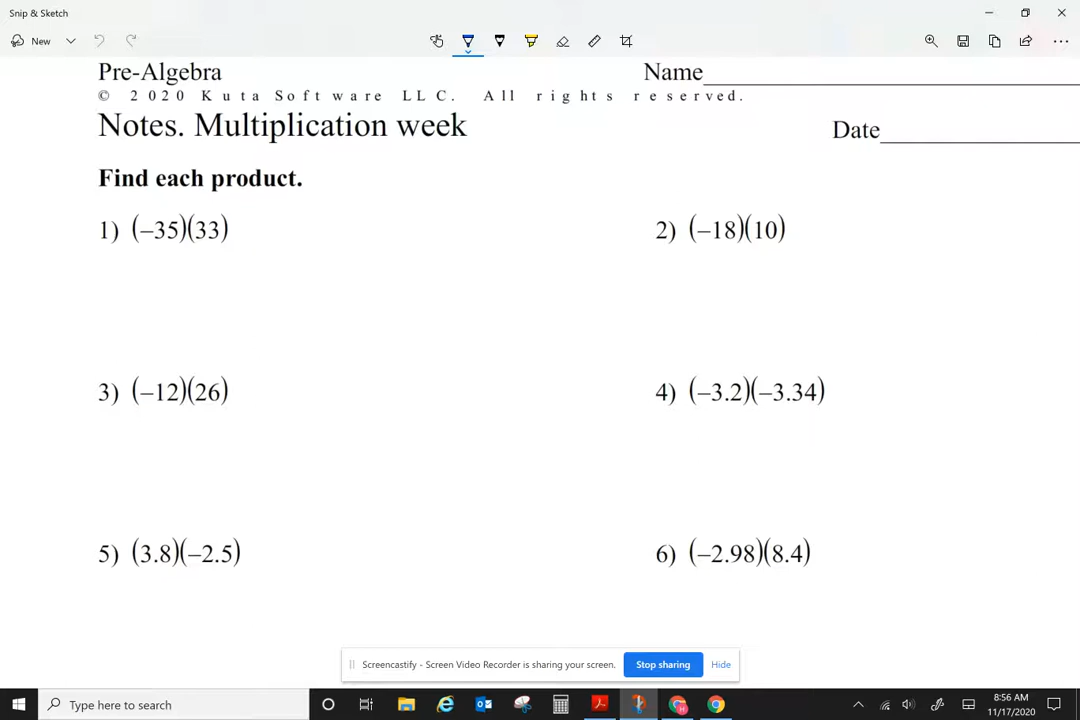 Snip & Sketch
New
Pre-Algebra
Name
© 2020 Kuta Software LLC. All rights reserved.
Notes. Multiplication week
Date
Find each product.
1) (–35)(33)
2) (–18)(10)
3) (–12)(26)
4) (–3.2)(–3.34)
5) (3.8)(–2.5)
6) (–2.98)(8.4)
Screencastify - Screen Video Recorder is sharing your screen.
Stop sharing
Hide
Type here to search
8:56 AM
11/17/2020